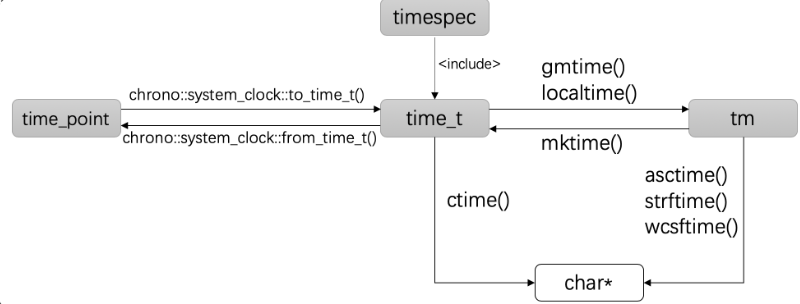 timespec
<include>
gmtime()
localtime()
chrono::system_clock::to_time_t()
time_point
time_t
tm
chrono::system_clock::from_time_t()
mktime()
asctime()
ctime()
strftime()
wcsftime()
char*